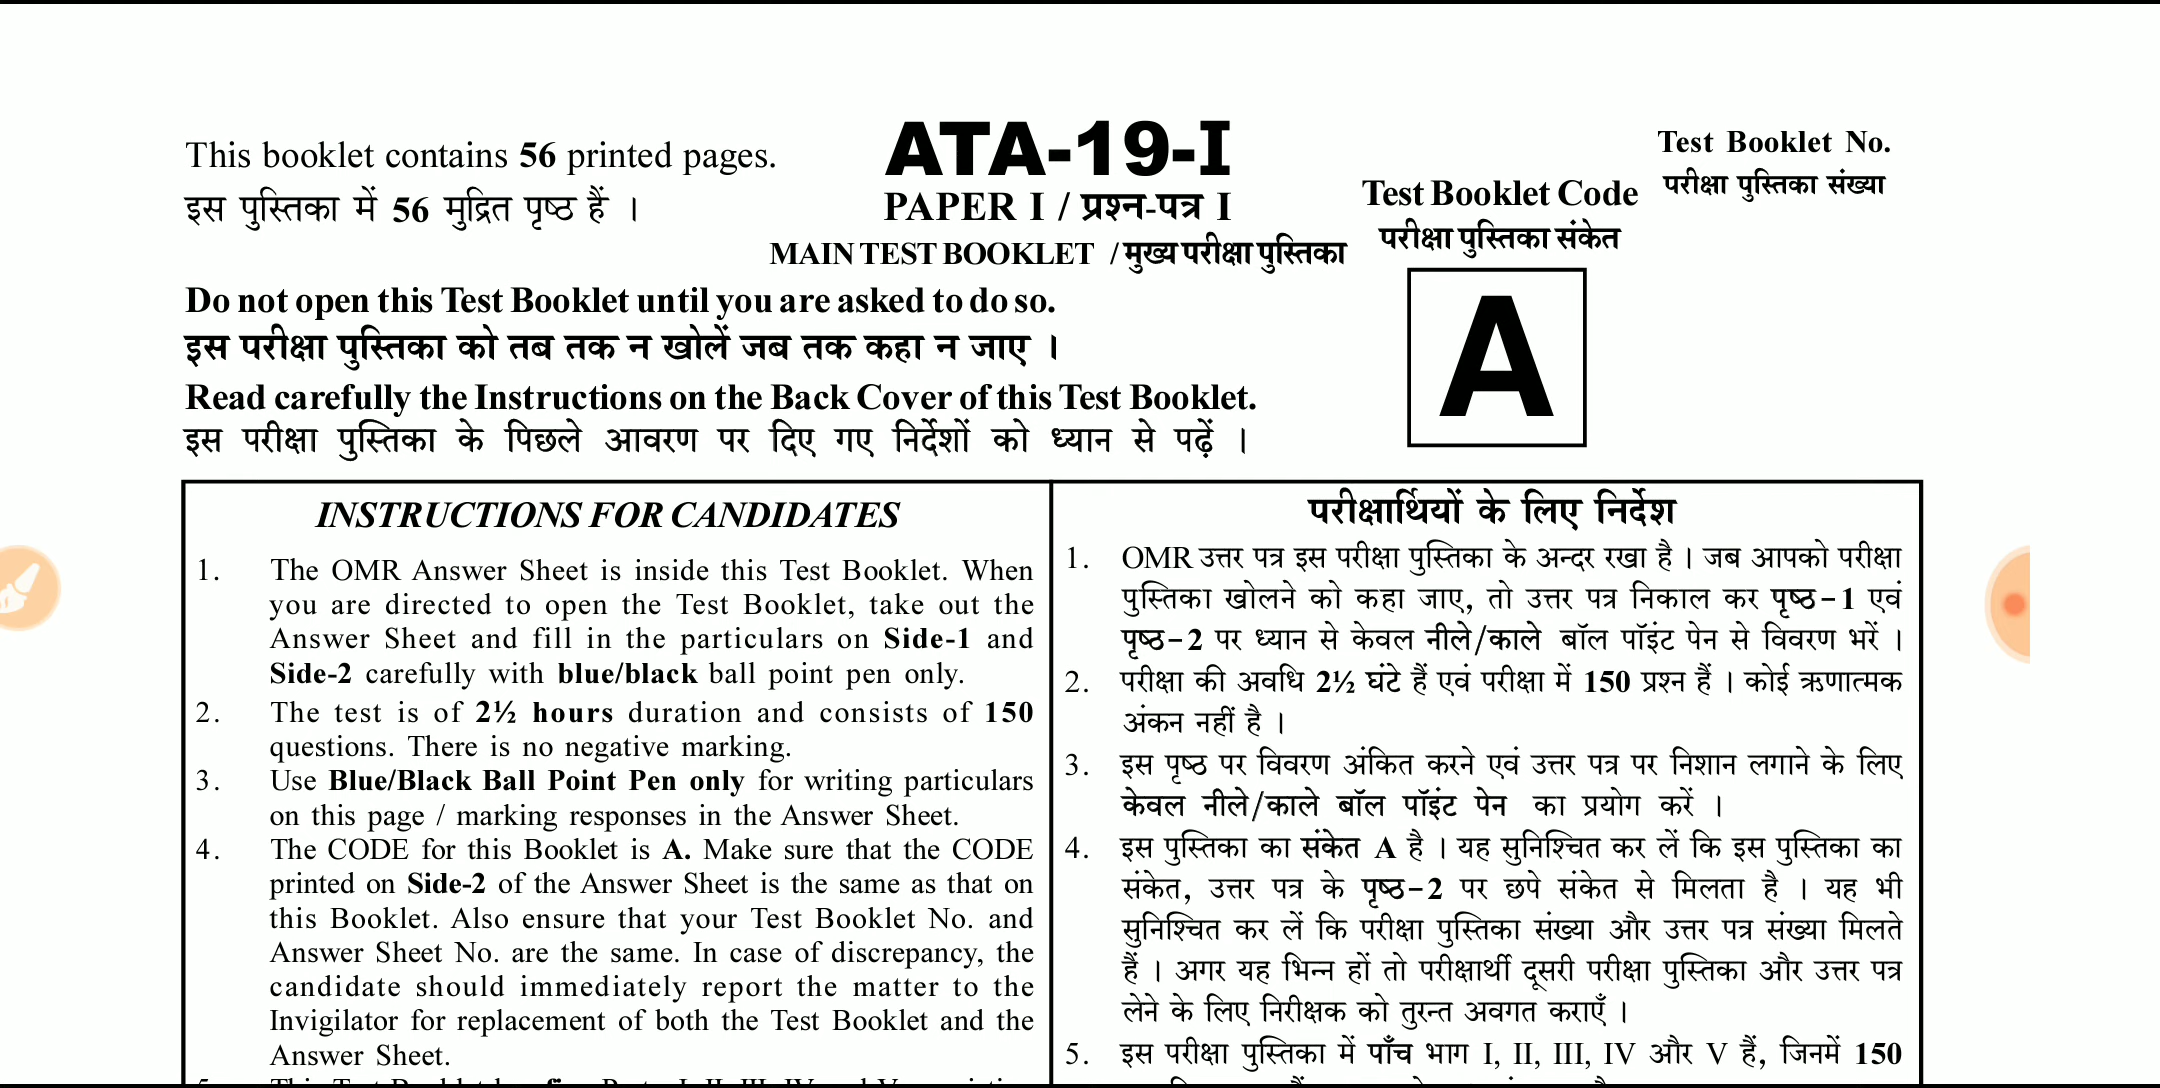 This booklet contains 56 printed pages.
इस पुस्तिका में 56 मुद्रित पृष्ठ हैं ।
ATA-19-I
PAPER I / प्रश्न-पत्र I
MAIN TEST BOOKLET / मुख्य परीक्षा पुस्तिका
Test Booklet Code
परीक्षा पुस्तिका संकेत
A
Test Booklet No.
परीक्षा पुस्तिका संख्या
Do not open this Test Booklet until you are asked to do so.
इस परीक्षा पुस्तिका को तब तक न खोलें जब तक कहा न जाए ।
Read carefully the Instructions on the Back Cover of this Test Booklet.
इस परीक्षा पुस्तिका के पिछले आवरण पर दिए गए निर्देशों को ध्यान से पढ़ें ।
INSTRUCTIONS FOR CANDIDATES
1. The OMR Answer Sheet is inside this Test Booklet. When
you are directed to open the Test Booklet, take out the
Answer Sheet and fill in the particulars on Side-1 and
Side-2 carefully with blue/black ball point pen only.
2. The test is of 2½ hours duration and consists of 150
questions. There is no negative marking.
3. Use Blue/Black Ball Point Pen only for writing particulars
on this page / marking responses in the Answer Sheet.
4. The CODE for this Booklet is A. Make sure that the CODE
printed on Side-2 of the Answer Sheet is the same as that on
this Booklet. Also ensure that your Test Booklet No. and
Answer Sheet No. are the same. In case of discrepancy, the
candidate should immediately report the matter to the
Invigilator for replacement of both the Test Booklet and the
Answer Sheet.
परीक्षार्थियों के लिए निर्देश
1. OMR उत्तर पत्र इस परीक्षा पुस्तिका के अन्दर रखा है । जब आपको परीक्षा
पुस्तिका खोलने को कहा जाए, तो उत्तर पत्र निकाल कर पृष्ठ-1 एवं
पृष्ठ-2 पर ध्यान से केवल नीले/काले बॉल पॉइंट पेन से विवरण भरें ।
2. परीक्षा की अवधि 2½ घंटे हैं एवं परीक्षा में 150 प्रश्न हैं । कोई ऋणात्मक
अंकन नहीं है ।
3. इस पृष्ठ पर विवरण अंकित करने एवं उत्तर पत्र पर निशान लगाने के लिए
केवल नीले/काले बॉल पॉइंट पेन का प्रयोग करें ।
4. इस पुस्तिका का संकेत A है । यह सुनिश्चित कर लें कि इस पुस्तिका का
संकेत, उत्तर पत्र के पृष्ठ-2 पर छपे संकेत से मिलता है । यह भी
सुनिश्चित कर लें कि परीक्षा पुस्तिका संख्या और उत्तर पत्र संख्या मिलते
हैं । अगर यह भिन्न हों तो परीक्षार्थी दूसरी परीक्षा पुस्तिका और उत्तर पत्र
लेने के लिए निरीक्षक को तुरन्त अवगत कराएँ ।
5. इस परीक्षा पुस्तिका में पाँच भाग I, II, III, IV और V हैं, जिनमें 150